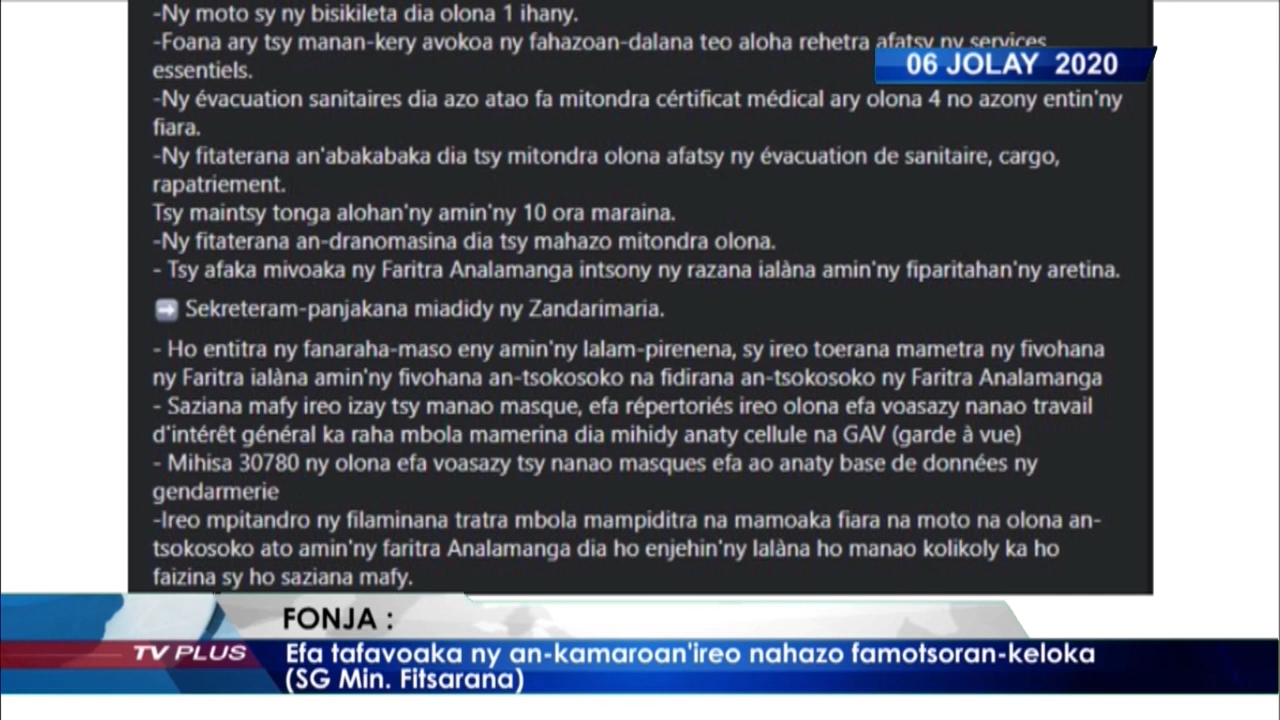 -Ny moto sy ny bisikileta dia olona 1 ihany.
-Foana ary tsy manan-kery avokoa ny fahazoan-dalana teo aloha rehetra afatsy ny services
essentiels.
06 JOLAY 2020
-Ny évacuation sanitaires dia azo atao fa mitondra cértificat médical ary olona 4 no azony entin'ny
fiara.
-Ny fitaterana an'abakabaka dia tsy mitondra olona afatsy ny évacuation de sanitaire, cargo,
rapatriement.
Tsy maintsy tonga alohan'ny amin'ny 10 ora maraina.
-Ny fitaterana an-dranomasina dia tsy mahazo mitondra olona.
- Tsy afaka mivoaka ny Faritra Analamanga intsony ny razana ialàna amin'ny fiparitahan'ny aretina.
➡ Sekreteram-panjakana miadidy ny Zandarimaria.
- Ho entitra ny fanaraha-maso eny amin'ny lalam-pirenena, sy ireo toerana mametra ny fivohana
ny Faritra ialàna amin'ny fivohana an-tsokosoko na fidirana an-tsokosoko ny Faritra Analamanga
- Saziana mafy ireo izay tsy manao masque, efa répertoriés ireo olona efa voasazy nanao travail
d'intérêt général ka raha mbola mamerina dia mihidy anaty cellule na GAV (garde à vue)
- Mihisa 30780 ny olona efa voasazy tsy nanao masques efa ao anaty base de données ny
gendarmerie
-Ireo mpitandro ny filaminana tratra mbola mampiditra na mamoaka fiara na moto na olona an-
tsokosoko ato amin'ny faritra Analamanga dia ho enjehin'ny lalàna ho manao kolikoly ka ho
faizina sy ho saziana mafy.
FONJA :
TV PLUS
Efa tafavoaka ny an-kamaroan'ireo nahazo famotsoran-keloka
(SG Min. Fitsarana)